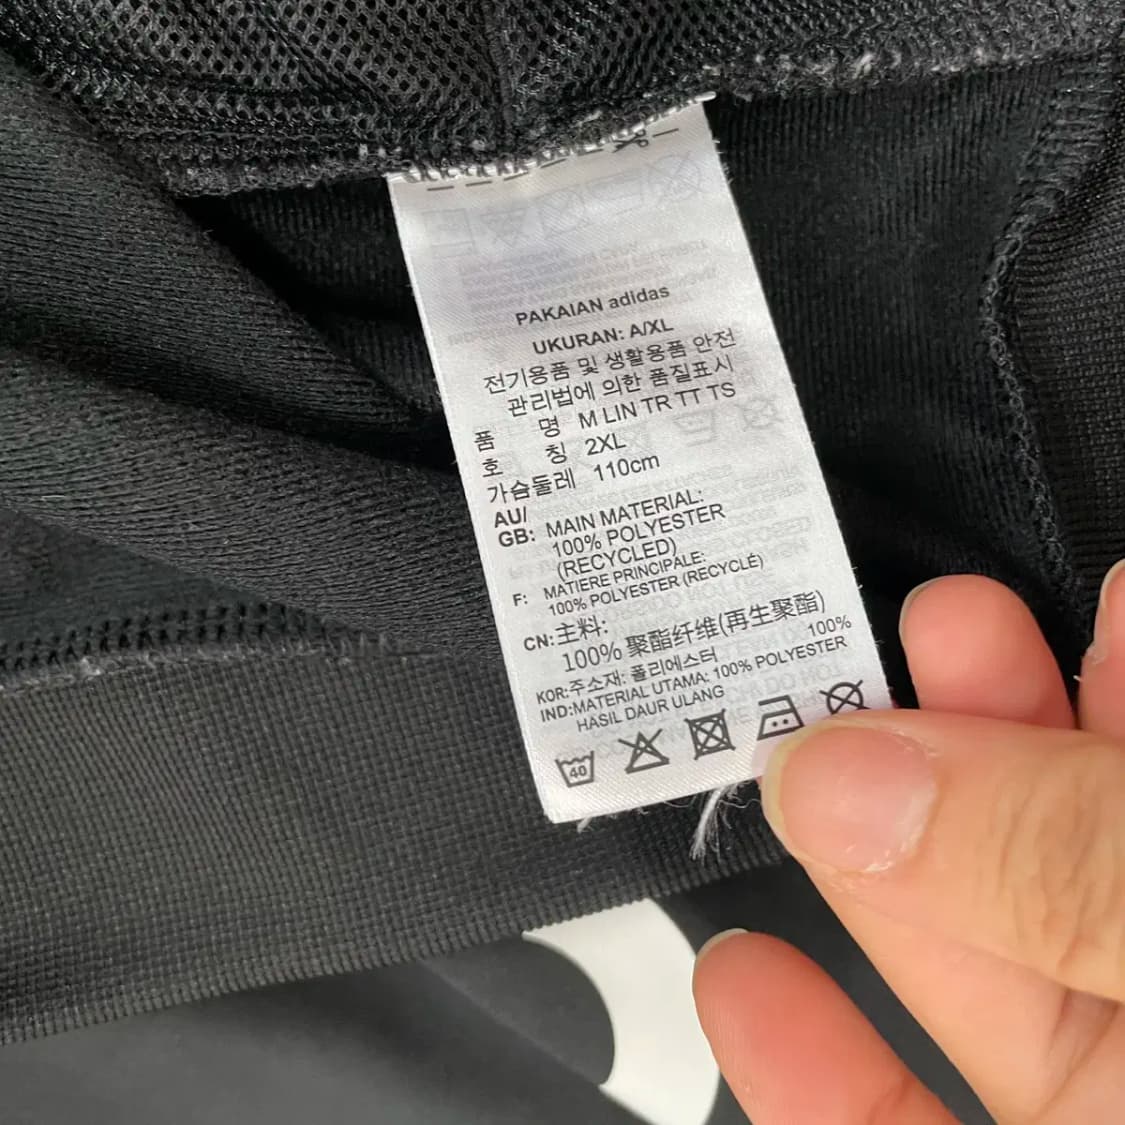 PAKAIAN adidas
UKURAN: A/XL
전기용품 및 생활용품 안전
관리법에 의한 품질표시
품 명 M LIN TR TT TS
호 칭 2XL
가슴둘레 110cm
AU/
GB: MAIN MATERIAL:
100% POLYESTER
(RECYCLED)
F: MATIERE PRINCIPALE:
100% POLYESTER (RECYCLÉ)
CN:主料:
100% 聚酯纤维(再生聚酯)
KOR:주소재: 폴리에스터 100%
IND:MATERIAL UTAMA: 100% POLYESTER
HASIL DAUR ULANG
40